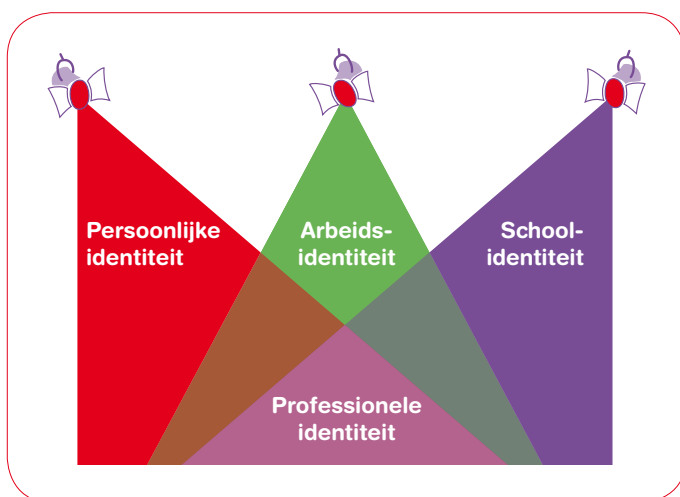 Persoonlijke
identiteit
Arbeids-
identiteit
School-
identiteit
Professionele
identiteit